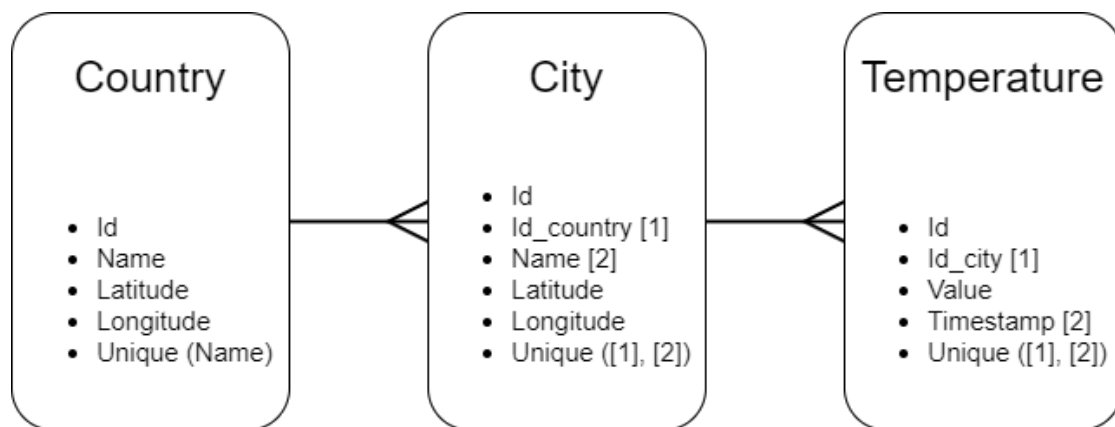 Country
• Id
• Name
• Latitude
• Longitude
• Unique (Name)
City
• Id
• Id_country [1]
• Name [2]
• Latitude
• Longitude
• Unique ([1], [2])
Temperature
• Id
• Id_city [1]
• Value
• Timestamp [2]
• Unique ([1], [2])